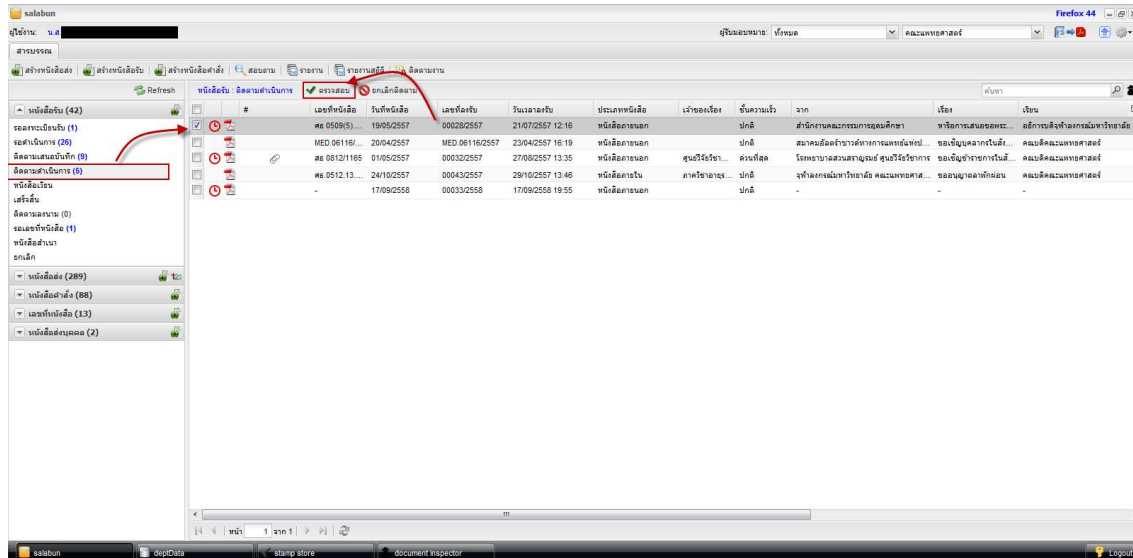 salabun Firefox 44
ผู้ใช้งาน: น.ส. ผู้รับมอบหมาย: ทั้งหมด คณะแพทยศาสตร์
สารบรรณ
สร้างหนังสือส่ง สร้างหนังสือรับ สร้างหนังสือคำสั่ง สอบถาม รายงาน รายงานสถิติ ติดตามงาน
Refresh หนังสือรับ : ติดตามดำเนินการ ตรวจสอบ ยกเลิกติดตาม ค้นหา
หนังสือรับ (42) # เลขที่หนังสือ วันที่หนังสือ เลขที่ลงรับ วันเวลาลงรับ ประเภทหนังสือ เจ้าของเรื่อง ชั้นความเร็ว จาก เรื่อง เรียน
รอลงทะเบียนรับ (1) ศธ 0509(5).... 19/05/2557 00028/2557 21/07/2557 12:16 หนังสือภายนอก ปกติ สำนักงานคณะกรรมการอุดมศึกษา หารือการเสนอขอพระ... อธิการบดีจุฬาลงกรณ์มหาวิทยาลัย
รอดำเนินการ (26) MED.06116/... 20/04/2557 MED.06116/2557 23/04/2557 16:19 หนังสือภายนอก ปกติ สมาคมอัลตร้าซาวด์ทางการแพทย์แห่งป... ขอเชิญบุคลากรในสัง... คณบดีคณะแพทยศาสตร์
ติดตามเสนอบันทึก (9) สธ 0812/1165 01/05/2557 00032/2557 27/08/2557 13:35 หนังสือภายนอก ศูนย์วิจัยวิชา... ด่วนที่สุด โรงพยาบาลสวนสราญรมย์ ศูนย์วิจัยวิชาการ ขอเชิญข้าราชการในสั... คณบดีคณะแพทยศาสตร์
ติดตามดำเนินการ (5) ศธ.0512.13.... 24/10/2557 00043/2557 29/10/2557 13:46 หนังสือภายใน ภาควิชาอายุร... ปกติ จุฬาลงกรณ์มหาวิทยาลัย คณะแพทยศาส... ขออนุญาตลาพักผ่อน คณบดีคณะแพทยศาสตร์
หนังสือเวียน - 17/09/2558 00033/2558 17/09/2558 19:55 หนังสือภายนอก ปกติ - - -
เสร็จสิ้น
ติดตามลงนาม (0)
รอเลขที่หนังสือ (1)
หนังสือสำเนา
ยกเลิก
หนังสือส่ง (289) 123
หนังสือคำสั่ง (88)
เลขที่หนังสือ (13)
หนังสือส่งบุคคล (2)
หน้า 1 จาก 1
salabun deptData stamp store document inspector Logout